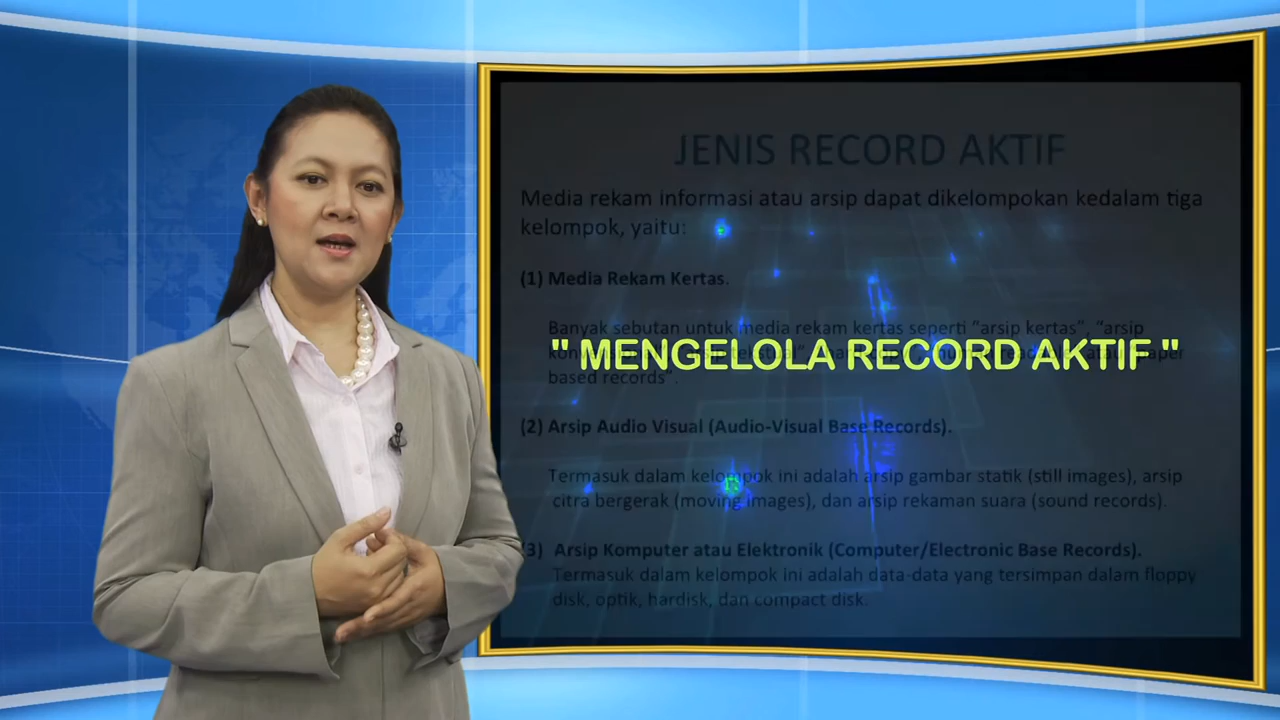 JENIS RECORD AKTIF
Media rekam informasi atau arsip dapat dikelompokan kedalam tiga
kelompok, yaitu:
(1) Media Rekam Kertas.
Banyak sebutan untuk media rekam kertas seperti “arsip kertas”, “arsip
" MENGELOLA RECORD AKTIF "
based records”.
(2) Arsip Audio Visual (Audio-Visual Base Records).
Termasuk dalam kelompok ini adalah arsip gambar statik (still images), arsip
citra bergerak (moving images), dan arsip rekaman suara (sound records).
3) Arsip Komputer atau Elektronik (Computer/Electronic Base Records).
Termasuk dalam kelompok ini adalah data-data yang tersimpan dalam floppy
disk, optik, hardisk, dan compact disk.